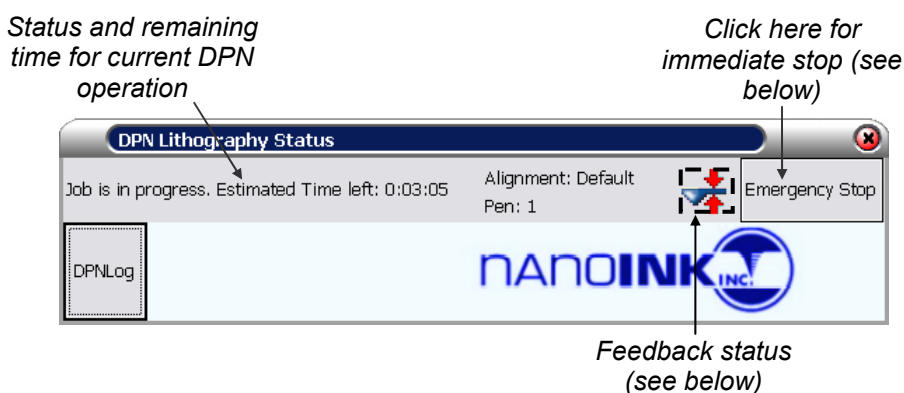 Status and remaining
time for current DPN
operation
Click here for
immediate stop (see
below)
DPN Lithography Status
Job is in progress. Estimated Time left: 0:03:05
Alignment: Default
Pen: 1
Emergency Stop
DPNLog
nanoINK INC.
Feedback status
(see below)